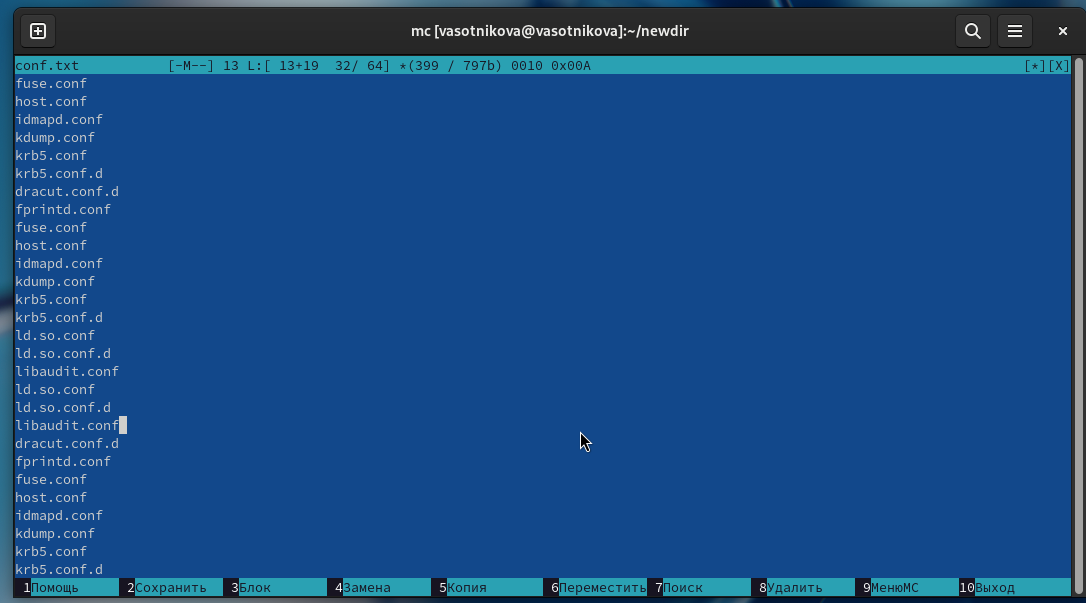 mc [vasotnikova@vasotnikova]:~/newdir
conf.txt [-M--] 13 L:[ 13+19 32/ 64] *(399 / 797b) 0010 0x00A [*][X]
fuse.conf
host.conf
idmapd.conf
kdump.conf
krb5.conf
krb5.conf.d
dracut.conf.d
fprintd.conf
fuse.conf
host.conf
idmapd.conf
kdump.conf
krb5.conf
krb5.conf.d
ld.so.conf
ld.so.conf.d
libaudit.conf
ld.so.conf
ld.so.conf.d
libaudit.conf
dracut.conf.d
fprintd.conf
fuse.conf
host.conf
idmapd.conf
kdump.conf
krb5.conf
krb5.conf.d
1Помощь 2Сохранить 3Блок 4Замена 5Копия 6Переместить 7Поиск 8Удалить 9МенюМС 10Выход